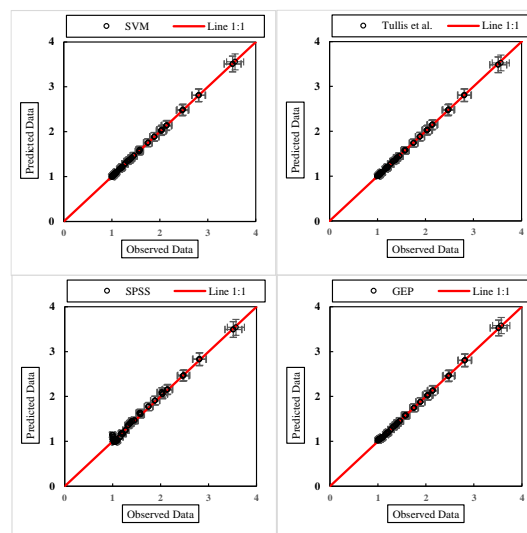 SVM Line 1:1
4
3
2
1
0
0 1 2 3 4
Predicted Data
Observed Data
Tullis et al. Line 1:1
4
3
2
1
0
0 1 2 3 4
Predicted Data
Observed Data
SPSS Line 1:1
4
3
2
1
0
0 1 2 3 4
Predicted Data
Observed Data
GEP Line 1:1
4
3
2
1
0
0 1 2 3 4
Predicted Data
Observed Data